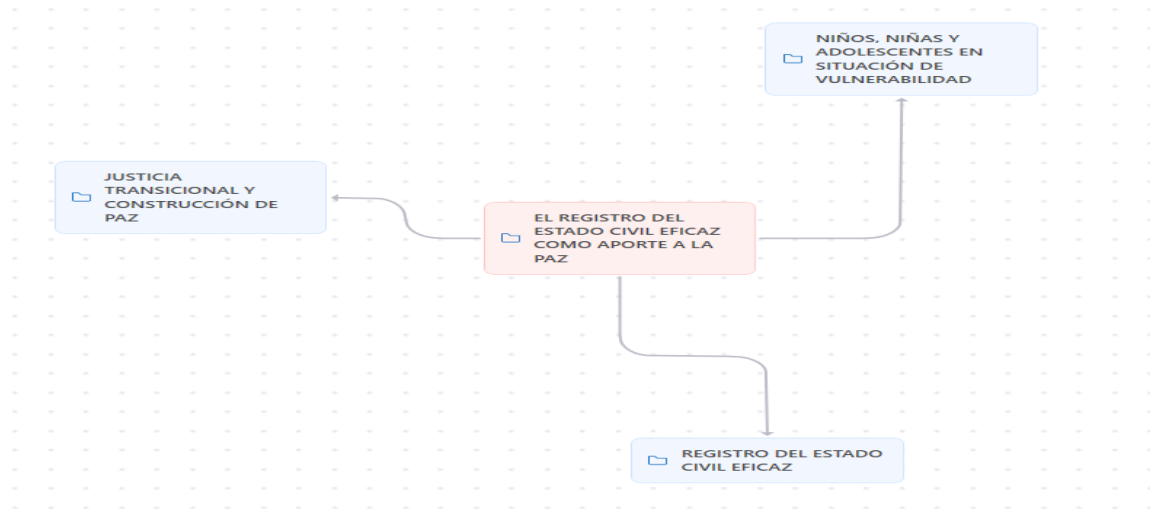 NIÑOS, NIÑAS Y
ADOLESCENTES EN
SITUACIÓN DE
VULNERABILIDAD
JUSTICIA
TRANSICIONAL Y
CONSTRUCCIÓN DE
PAZ
EL REGISTRO DEL
ESTADO CIVIL EFICAZ
COMO APORTE A LA
PAZ
REGISTRO DEL ESTADO
CIVIL EFICAZ